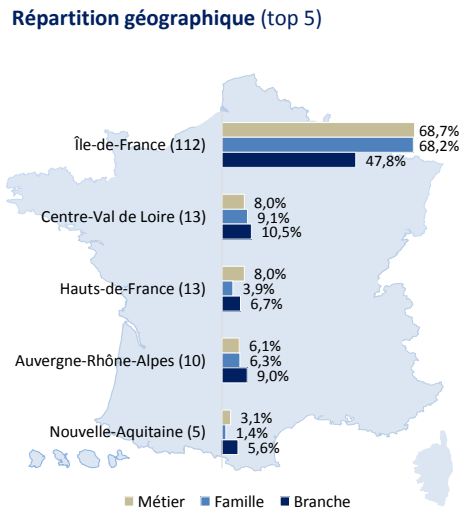 Répartition géographique (top 5)
Île-de-France (112)
68,7%
68,2%
47,8%
Centre-Val de Loire (13)
8,0%
9,1%
10,5%
Hauts-de-France (13)
8,0%
3,9%
6,7%
Auvergne-Rhône-Alpes (10)
6,1%
6,3%
9,0%
Nouvelle-Aquitaine (5)
3,1%
1,4%
5,6%
Métier Famille Branche